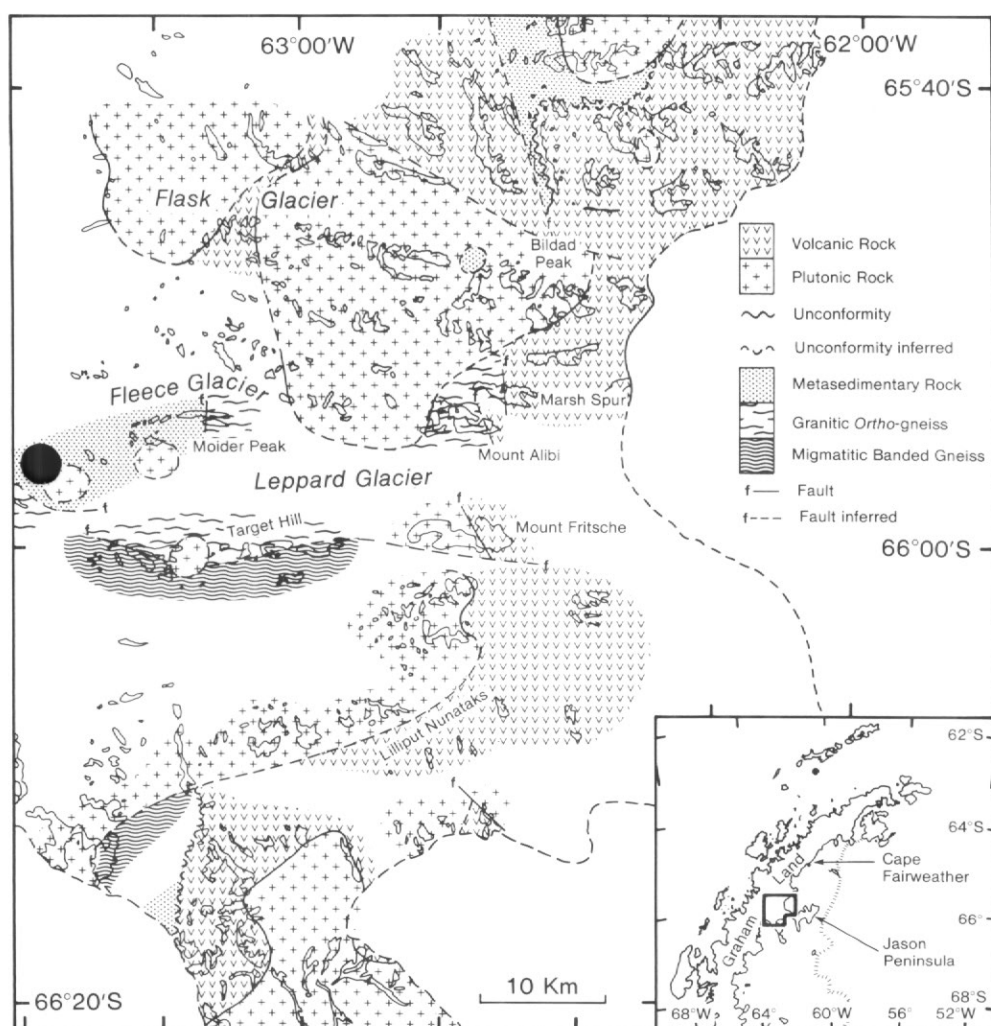 63°00'W
62°00'W
65°40'S
Flask
Glacier
Bildad
Peak
Volcanic Rock
Plutonic Rock
Unconformity
Unconformity inferred
Metasedimentary Rock
Granitic Ortho-gneiss
Migmatitic Banded Gneiss
f Fault
f Fault inferred
Fleece Glacier
f
f
Marsh Spur
Moider Peak
Mount Alibi
Leppard Glacier
f
f
f
Target Hill
Mount Fritsche
66°00'S
f
Lilliput Nunataks
f
66°20'S
10 Km
62°S
64°S
Cape
Fairweather
Graham Land
66°
Jason
Peninsula
68°S
68°W
66°
64°
60°W
56°
52°W